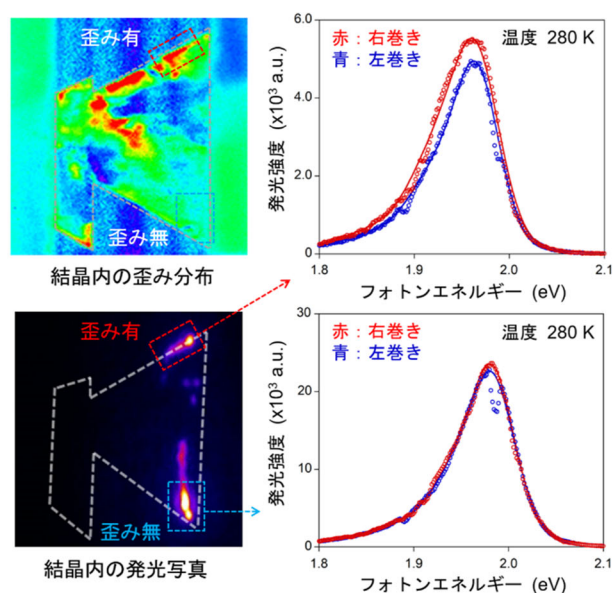 歪み有
歪み無
結晶内の歪み分布
歪み有
歪み無
結晶内の発光写真
赤：右巻き
青：左巻き
温度 280 K
発光強度 (x10³ a.u.)
6.0
4.0
2.0
0
1.8
1.9
2.0
2.1
フォトンエネルギー (eV)
赤：右巻き
青：左巻き
温度 280 K
発光強度 (x10³ a.u.)
30
20
10
0
1.8
1.9
2.0
2.1
フォトンエネルギー (eV)